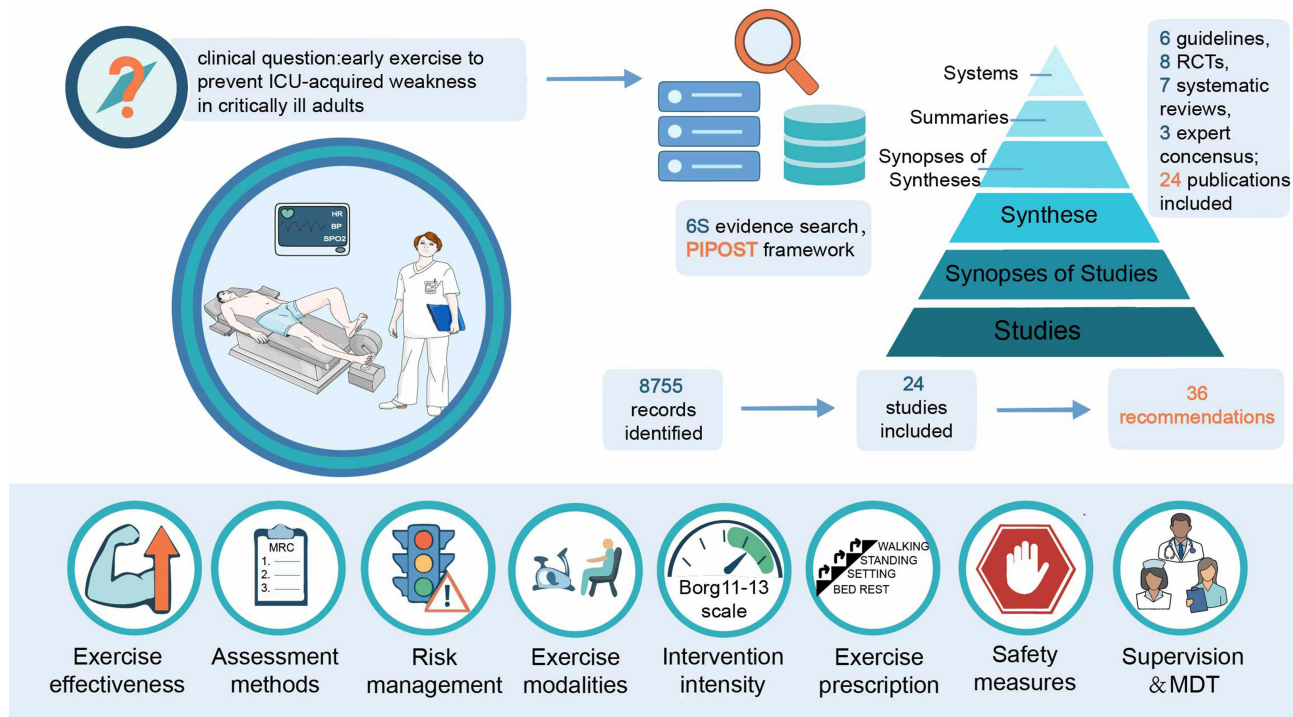 clinical question:early exercise to
prevent ICU-acquired weakness
in critically ill adults
HR
BP
SPO2
6S evidence search,
PIPOST framework
Systems
Summaries
Synopses of
Syntheses
Synthese
Synopses of Studies
Studies
6 guidelines,
8 RCTs,
7 systematic
reviews,
3 expert
concensus;
24 publications
included
8755
records
identified
24
studies
included
36
recommendations
MRC
1.
2.
3.
Borg11-13
scale
WALKING
STANDING
SETTING
BED REST
Exercise
effectiveness
Assessment
methods
Risk
management
Exercise
modalities
Intervention
intensity
Exercise
prescription
Safety
measures
Supervision
&MDT